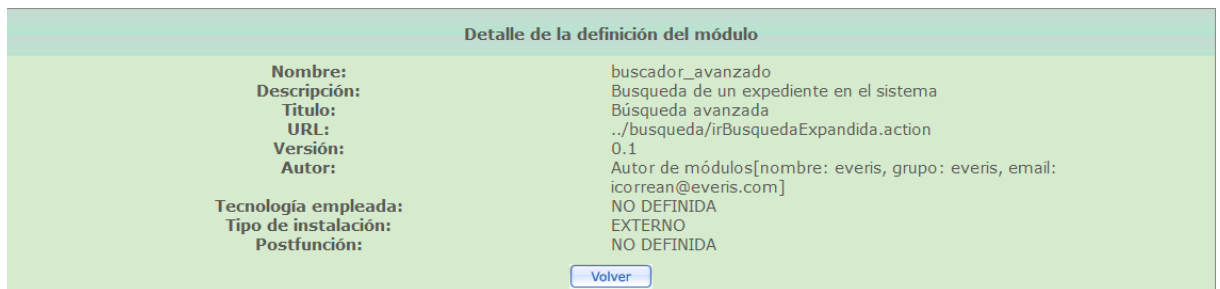 Detalle de la definición del módulo
Nombre: buscador_avanzado
Descripción: Busqueda de un expediente en el sistema
Titulo: Búsqueda avanzada
URL: ../busqueda/irBusquedaExpandida.action
Versión: 0.1
Autor: Autor de módulos[nombre: everis, grupo: everis, email:
icorrean@everis.com]
Tecnología empleada: NO DEFINIDA
Tipo de instalación: EXTERNO
Postfunción: NO DEFINIDA
Volver